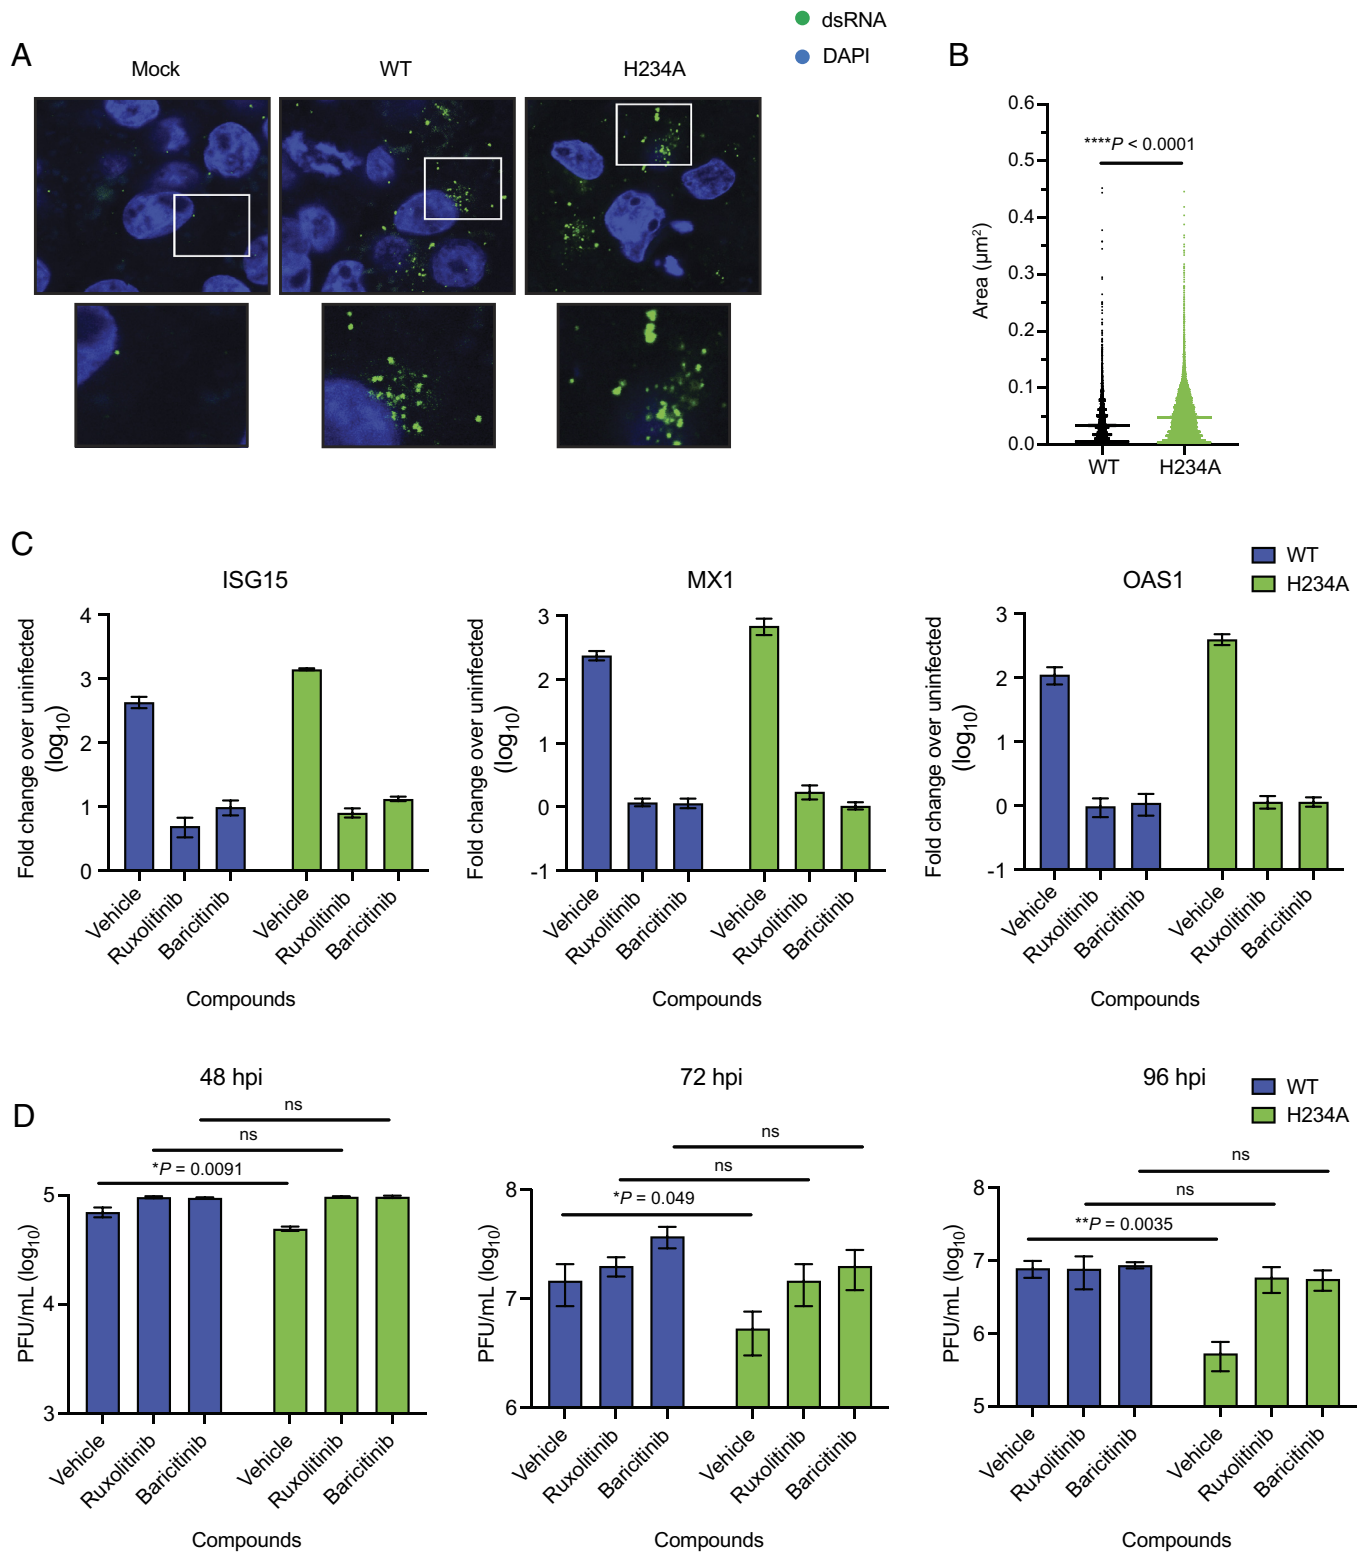 dsRNA
DAPI
A
Mock
WT
H234A
B
0.6
0.5
0.4
0.3
0.2
0.1
0.0
Area (μm²)
****P < 0.0001
WT
H234A
C
WT
H234A
ISG15
Fold change over uninfected
(log₁₀)
4
3
2
1
0
Vehicle
Ruxolitinib
Baricitinib
Vehicle
Ruxolitinib
Baricitinib
Compounds
MX1
Fold change over uninfected
(log₁₀)
3
2
1
0
-1
Vehicle
Ruxolitinib
Baricitinib
Vehicle
Ruxolitinib
Baricitinib
Compounds
OAS1
Fold change over uninfected
(log₁₀)
3
2
1
0
-1
Vehicle
Ruxolitinib
Baricitinib
Vehicle
Ruxolitinib
Baricitinib
Compounds
D
WT
H234A
48 hpi
ns
ns
*P = 0.0091
PFU/mL (log₁₀)
5
4
3
Vehicle
Ruxolitinib
Baricitinib
Vehicle
Ruxolitinib
Baricitinib
Compounds
72 hpi
ns
ns
*P = 0.049
PFU/mL (log₁₀)
8
7
6
Vehicle
Ruxolitinib
Baricitinib
Vehicle
Ruxolitinib
Baricitinib
Compounds
96 hpi
ns
ns
**P = 0.0035
PFU/mL (log₁₀)
8
7
6
5
Vehicle
Ruxolitinib
Baricitinib
Vehicle
Ruxolitinib
Baricitinib
Compounds